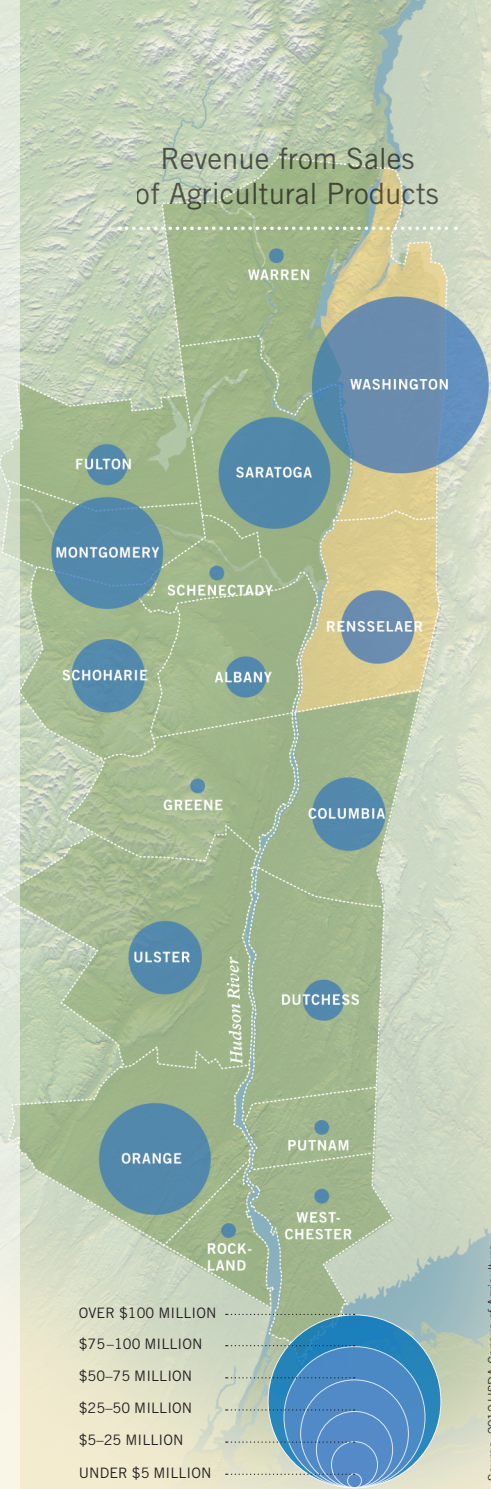 Revenue from Sales
of Agricultural Products
WARREN
WASHINGTON
FULTON
SARATOGA
MONTGOMERY
SCHENECTADY
RENSSELAER
SCHOHARIE
ALBANY
GREENE
COLUMBIA
ULSTER
Hudson River
DUTCHESS
ORANGE
PUTNAM
WEST-
CHESTER
ROCK-
LAND
OVER $100 MILLION
$75–100 MILLION
$50–75 MILLION
$25–50 MILLION
$5–25 MILLION
UNDER $5 MILLION